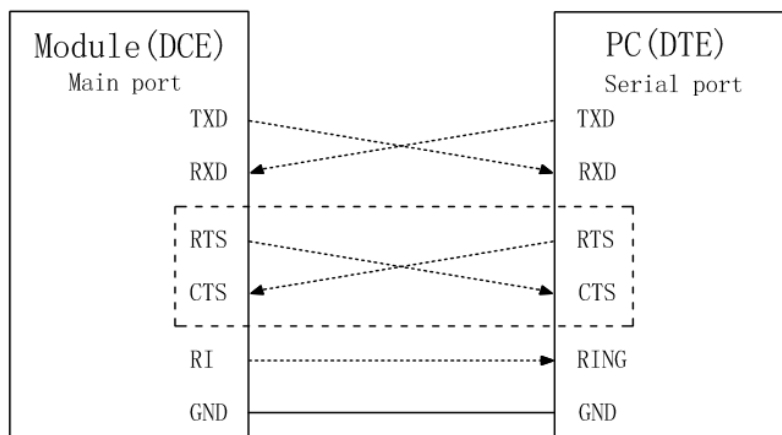 Module(DCE)
Main port
TXD
RXD
RTS
CTS
RI
GND
PC(DTE)
Serial port
TXD
RXD
RTS
CTS
RING
GND